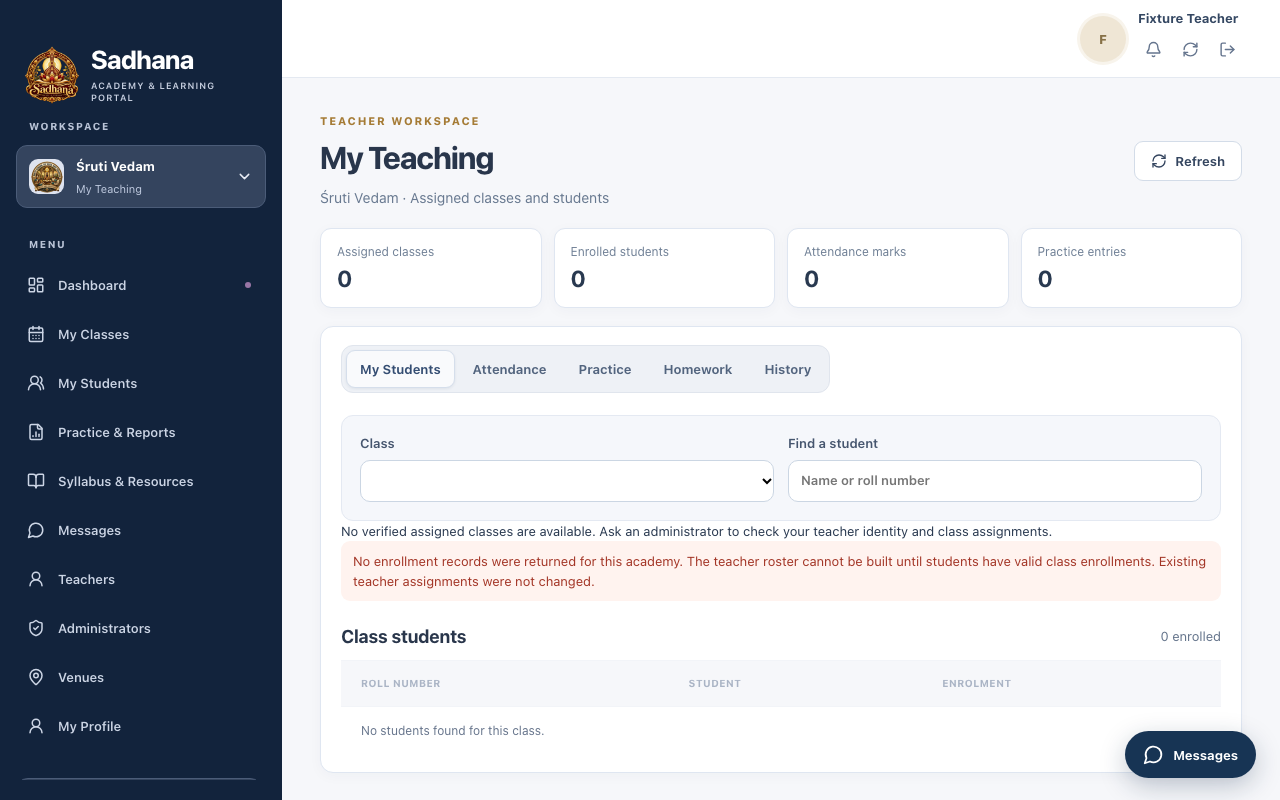 Sadhana
ACADEMY & LEARNING
PORTAL
Sadhana
WORKSPACE
Śruti Vedam
My Teaching
MENU
Dashboard
My Classes
My Students
Practice & Reports
Syllabus & Resources
Messages
Teachers
Administrators
Venues
My Profile
F
Fixture Teacher
TEACHER WORKSPACE
My Teaching
Refresh
Śruti Vedam · Assigned classes and students
Assigned classes
0
Enrolled students
0
Attendance marks
0
Practice entries
0
My Students
Attendance
Practice
Homework
History
Class
Find a student
Name or roll number
No verified assigned classes are available. Ask an administrator to check your teacher identity and class assignments.
No enrollment records were returned for this academy. The teacher roster cannot be built until students have valid class enrollments. Existing
teacher assignments were not changed.
Class students
0 enrolled
ROLL NUMBER
STUDENT
ENROLMENT
No students found for this class.
Messages